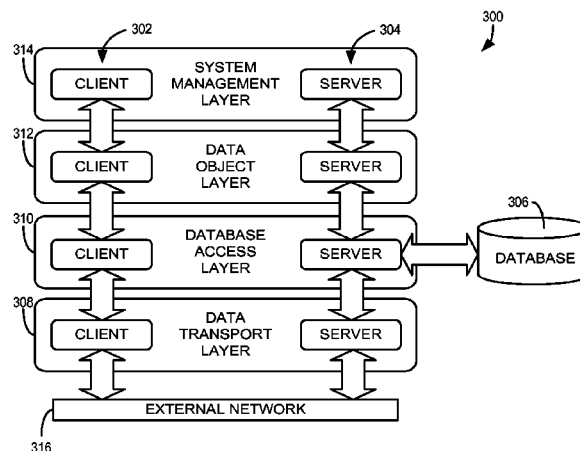 302
304
300
314
SYSTEM
MANAGEMENT
LAYER
CLIENT
SERVER
312
DATA
OBJECT
LAYER
CLIENT
SERVER
310
DATABASE
ACCESS
LAYER
CLIENT
SERVER
306
DATABASE
308
DATA
TRANSPORT
LAYER
CLIENT
SERVER
EXTERNAL NETWORK
316